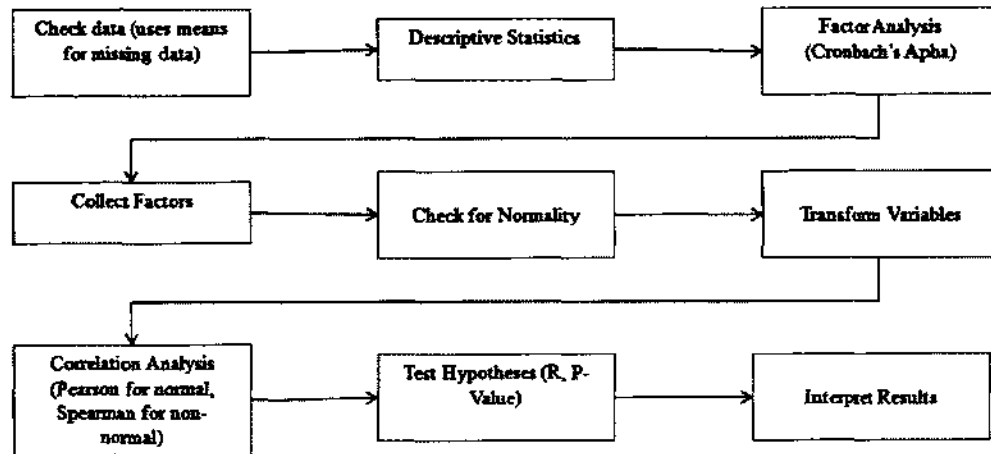 Check data (uses means
for missing data)
Descriptive Statistics
Factor Analysis
(Cronbach's Apha)
Collect Factors
Check for Normality
Transform Variables
Correlation Analysis
(Pearson for normal,
Spearman for non-
normal)
Test Hypotheses (R, P-
Value)
Interpret Results